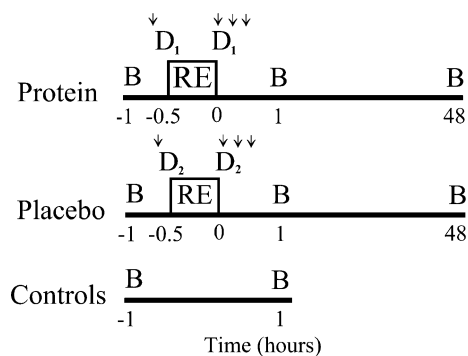 D1 D1
B RE B B
Protein
-1 -0.5 0 1 48
D2 D2
B RE B B
Placebo
-1 -0.5 0 1 48
B B
Controls
-1 1
Time (hours)